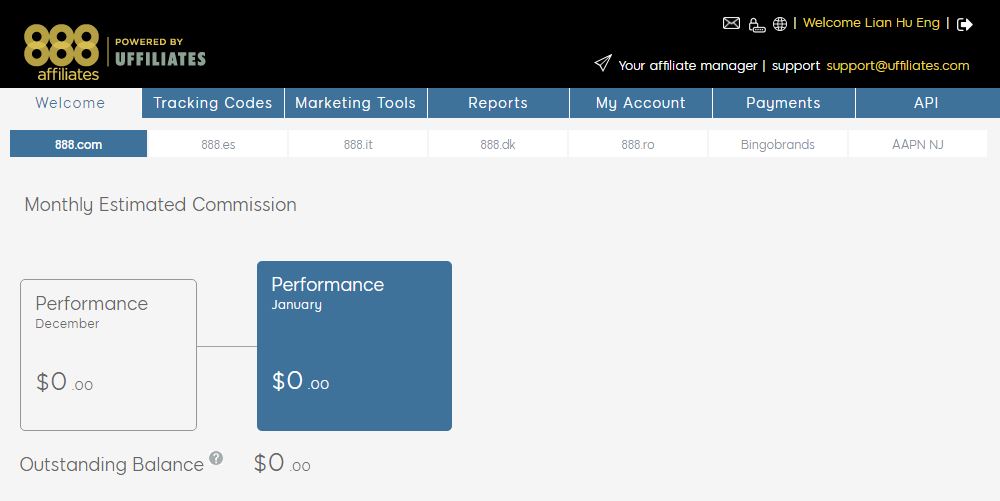 888
affiliates
POWERED BY
UFFILIATES
| Welcome Lian Hu Eng |
Your affiliate manager | support support@uffiliates.com
Welcome Tracking Codes Marketing Tools Reports My Account Payments API
888.com 888.es 888.it 888.dk 888.ro Bingobrands AAPN NJ
Monthly Estimated Commission
Performance
December
$0 .00
Performance
January
$0 .00
Outstanding Balance ? $0 .00